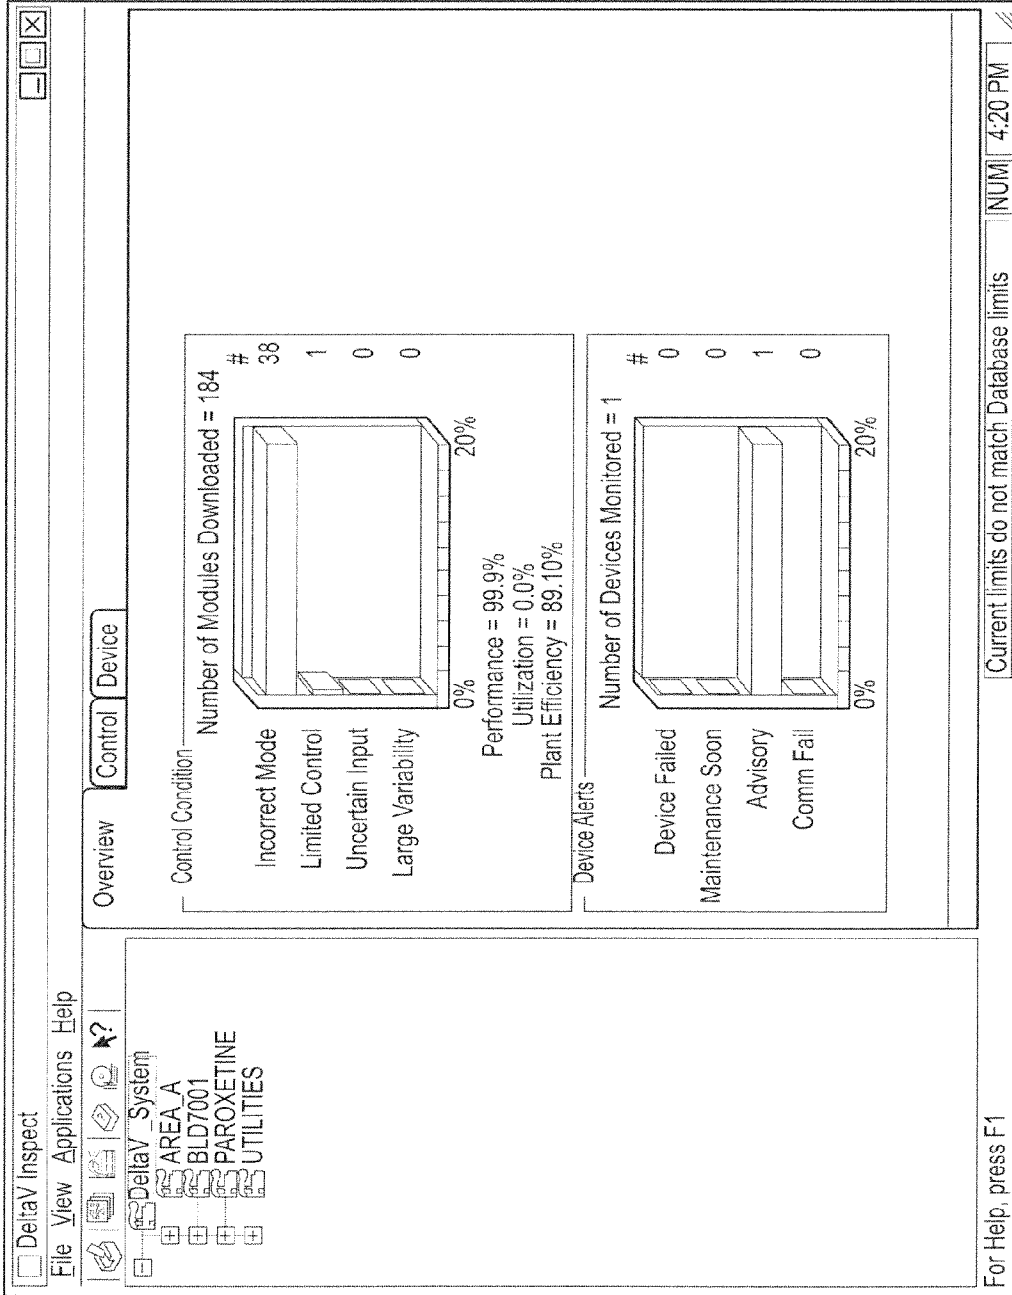 DeltaV Inspect
File View Applications Help
?
DeltaV_System
AREA_A
BLD7001
PAROXETINE
UTILITIES
Overview
Control
Device
Control Condition
Number of Modules Downloaded = 184
#
Incorrect Mode 38
Limited Control 1
Uncertain Input 0
Large Variability 0
0% 20%
Performance = 99.9%
Utilization = 0.0%
Plant Efficiency = 89.10%
Device Alerts
Number of Devices Monitored = 1
#
Device Failed 0
Maintenance Soon 0
Advisory 1
Comm Fail 0
0% 20%
For Help, press F1
Current limits do not match Database limits
NUM
4:20 PM